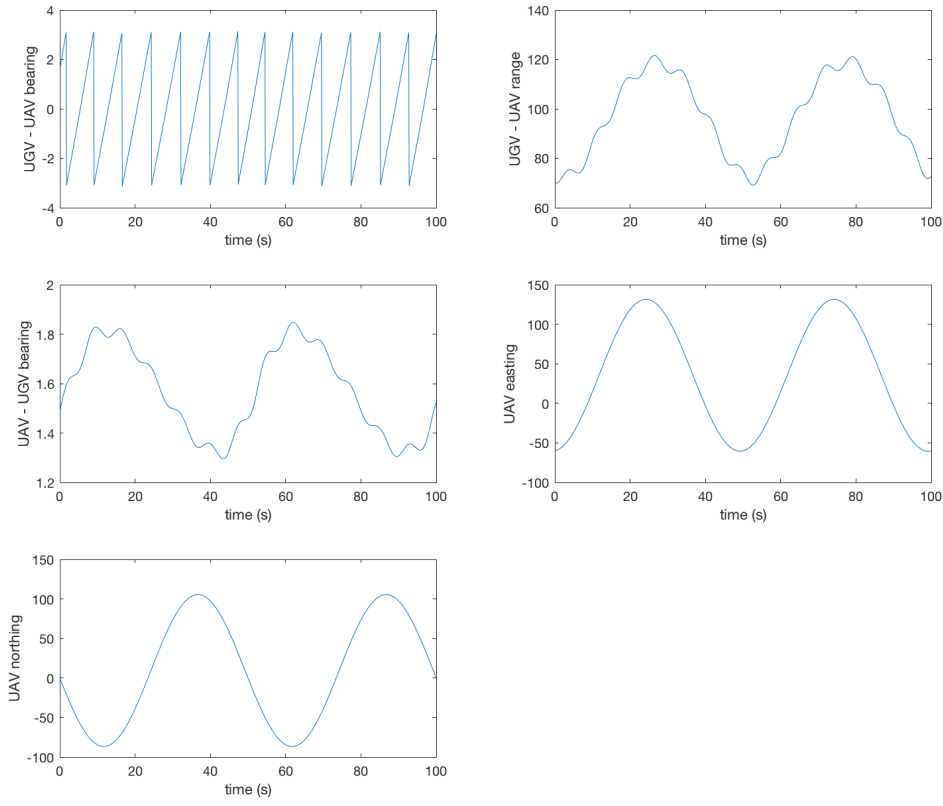 UGV - UAV bearing
4
2
0
-2
-4
0 20 40 60 80 100
time (s)
UGV - UAV range
140
120
100
80
60
0 20 40 60 80 100
time (s)
UAV - UGV bearing
2
1.8
1.6
1.4
1.2
0 20 40 60 80 100
time (s)
UAV easting
150
100
50
0
-50
-100
0 20 40 60 80 100
time (s)
UAV northing
150
100
50
0
-50
-100
0 20 40 60 80 100
time (s)